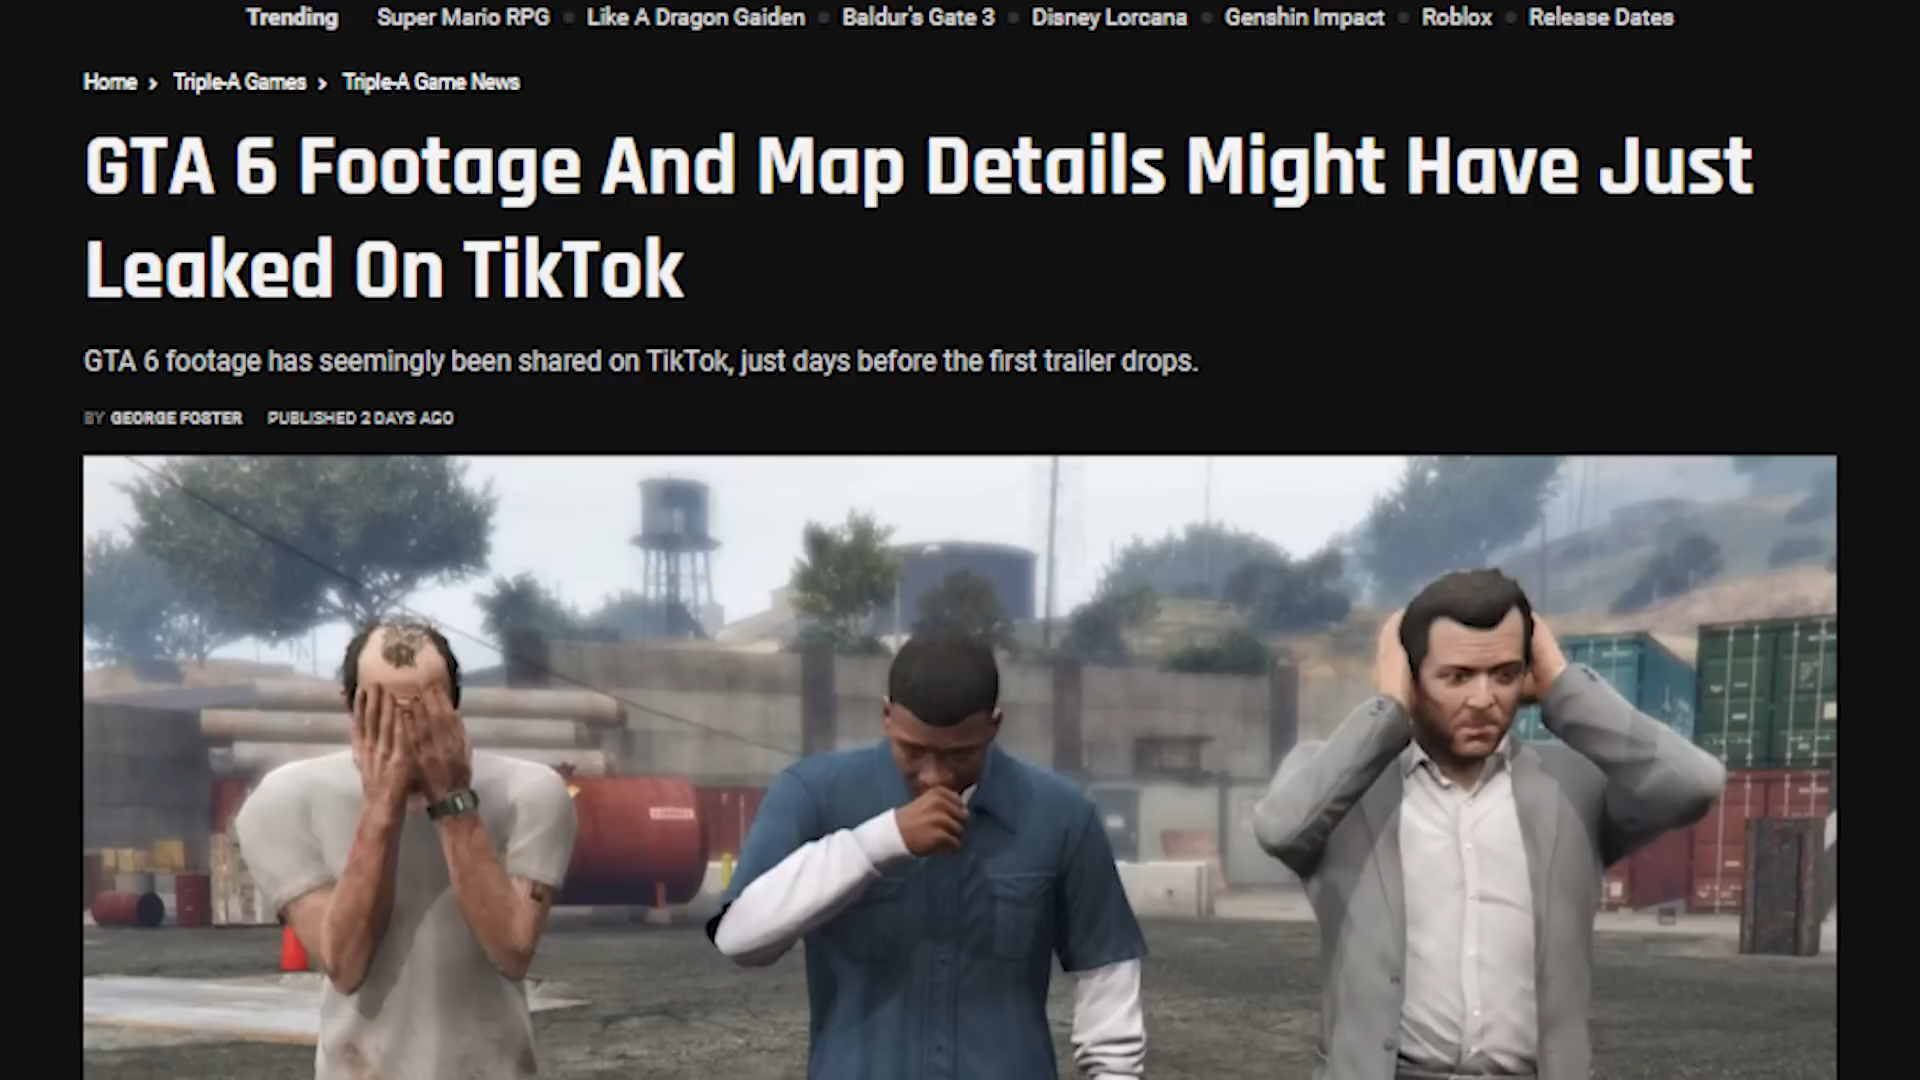 Trending Super Mario RPG Like A Dragon Gaiden Baldur's Gate 3 Disney Lorcana Genshin Impact Roblox Release Dates
Home › Triple-A Games › Triple-A Game News
GTA 6 Footage And Map Details Might Have Just
Leaked On TikTok
GTA 6 footage has seemingly been shared on TikTok, just days before the first trailer drops.
BY GEORGE FOSTER PUBLISHED 2 DAYS AGO